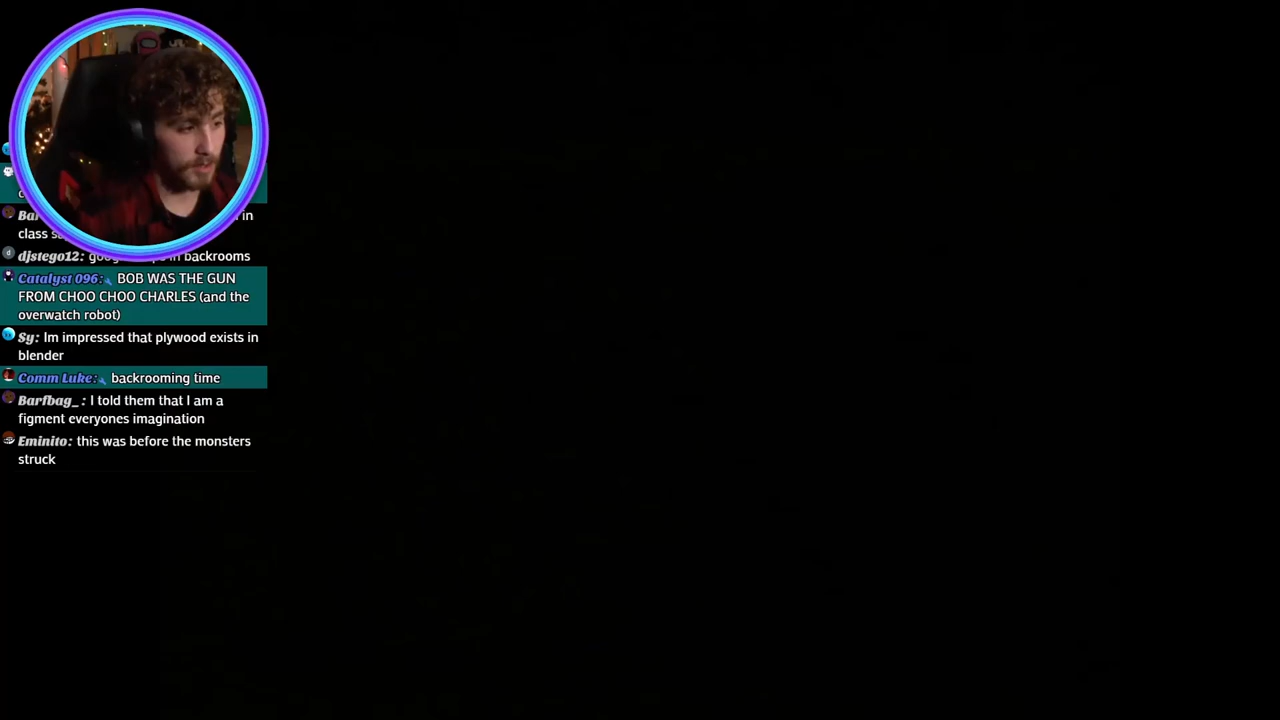 in
class
djstego12: in backrooms
Catalyst 096: BOB WAS THE GUN
FROM CHOO CHOO CHARLES (and the
overwatch robot)
Sy: Im impressed that plywood exists in
blender
Comm Luke: backrooming time
Barfbag_: I told them that I am a
figment everyones imagination
Eminito: this was before the monsters
struck